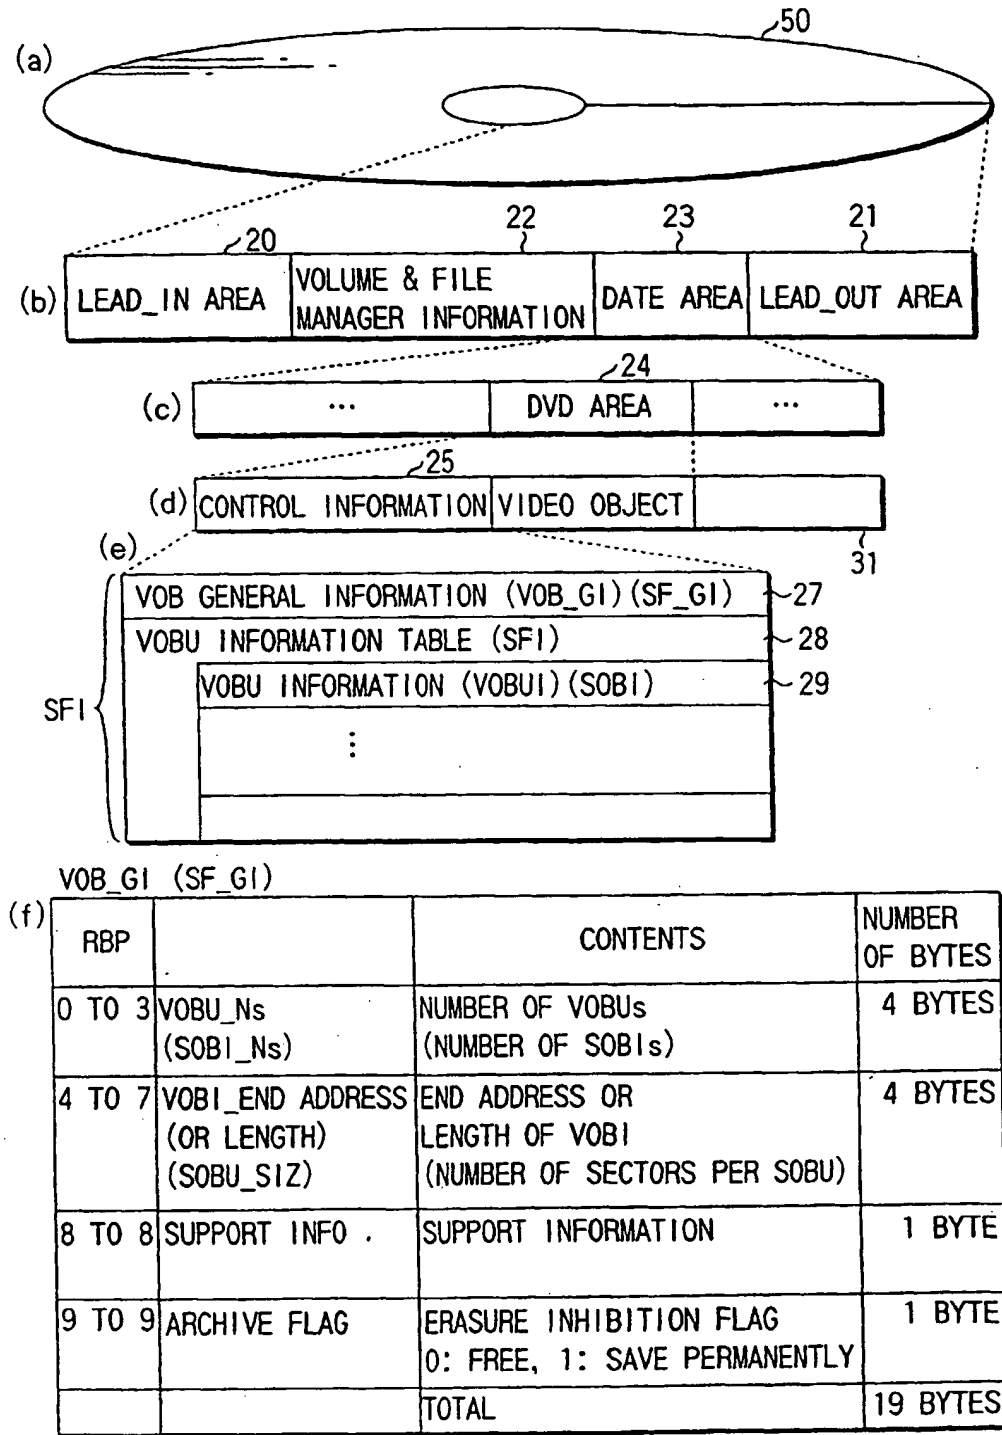 50
(a)
20
22
23
21
(b)
LEAD_IN AREA
VOLUME & FILE
MANAGER INFORMATION
DATE AREA
LEAD_OUT AREA
24
(c)
...
DVD AREA
...
25
(d)
CONTROL INFORMATION
VIDEO OBJECT
31
(e)
VOB GENERAL INFORMATION (VOB_GI)(SF_GI)
27
VOBU INFORMATION TABLE (SFI)
28
VOBU INFORMATION (VOBUI)(SOBI)
29
SFI
⋮
VOB_GI (SF_GI)
(f)
RBP
CONTENTS
NUMBER
OF BYTES
0 TO 3
VOBU_Ns
(SOBI_Ns)
NUMBER OF VOBUs
(NUMBER OF SOBIs)
4 BYTES
4 TO 7
VOBI_END ADDRESS
(OR LENGTH)
(SOBU_SIZ)
END ADDRESS OR
LENGTH OF VOBI
(NUMBER OF SECTORS PER SOBU)
4 BYTES
8 TO 8
SUPPORT INFO .
SUPPORT INFORMATION
1 BYTE
9 TO 9
ARCHIVE FLAG
ERASURE INHIBITION FLAG
0: FREE, 1: SAVE PERMANENTLY
1 BYTE
TOTAL
19 BYTES